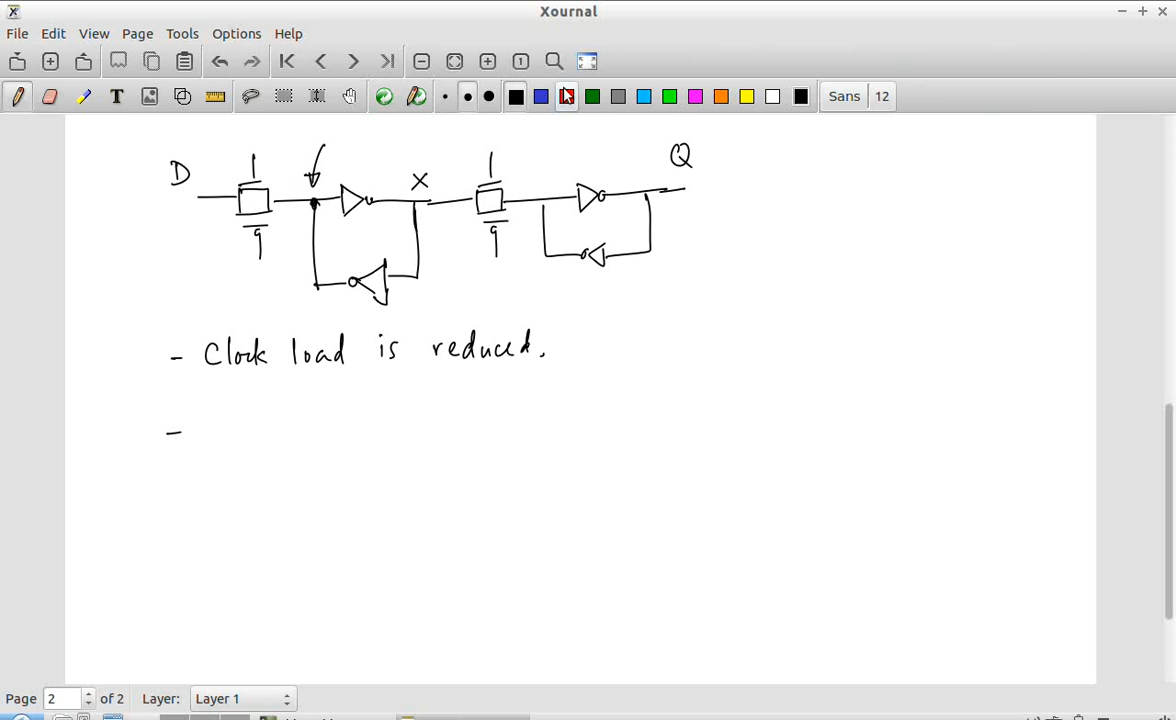 Xournal
File Edit View Page Tools Options Help
Sans 12
D X Q
- Clock load is reduced.
-
Page 2 of 2 Layer: Layer 1